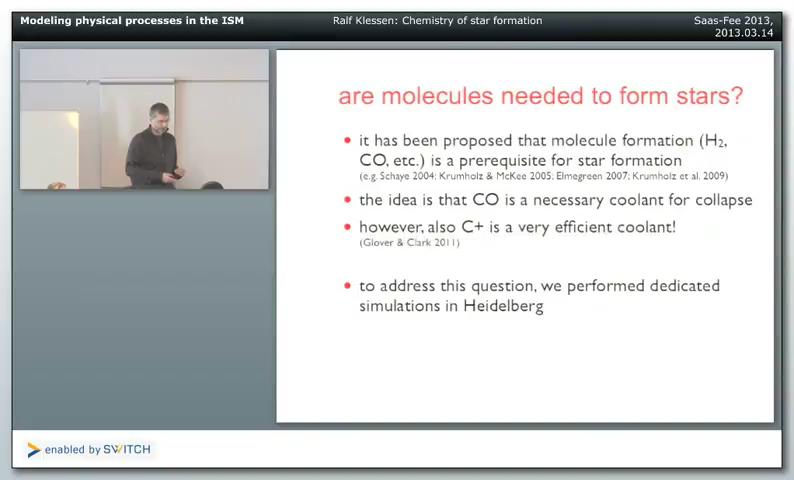 Modeling physical processes in the ISM
Ralf Klessen: Chemistry of star formation
Saas-Fee 2013,
2013.03.14
are molecules needed to form stars?
• it has been proposed that molecule formation (H₂,
CO, etc.) is a prerequisite for star formation
(e.g. Schaye 2004; Krumholz & McKee 2005; Elmegreen 2007; Krumholz et al. 2009)
• the idea is that CO is a necessary coolant for collapse
• however, also C+ is a very efficient coolant!
(Glover & Clark 2011)
• to address this question, we performed dedicated
simulations in Heidelberg
enabled by SWITCH